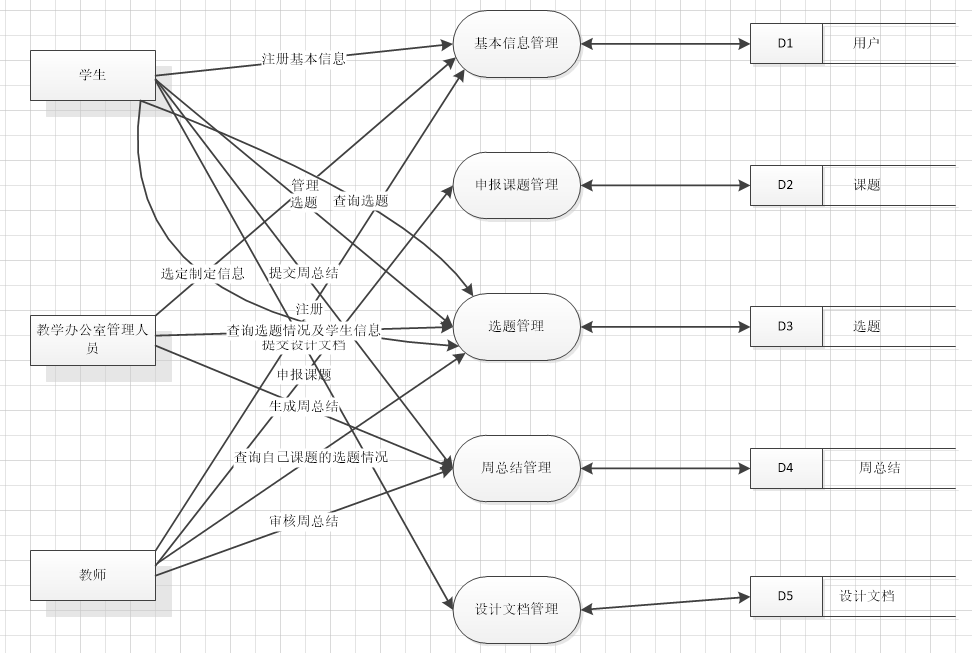 学生
注册基本信息
基本信息管理
D1
用户
管理
选题
查询选题
申报课题管理
D2
课题
选定制定信息
提交周总结
注册
教学办公室管理人
员
查询选题情况及学生信息
提交设计文档
选题管理
D3
选题
申报课题
生成周总结
查询自己课题的选题情况
周总结管理
D4
周总结
审核周总结
教师
设计文档管理
D5
设计文档